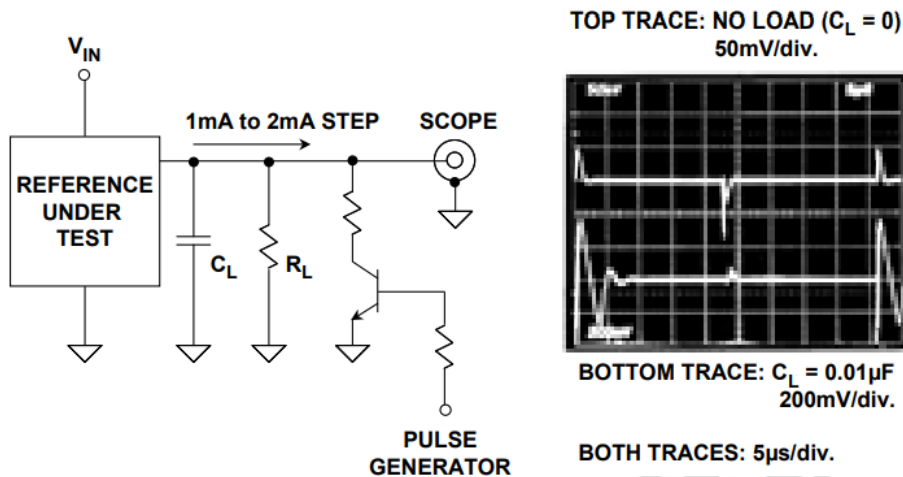 V_IN
1mA to 2mA STEP
SCOPE
REFERENCE
UNDER
TEST
C_L
R_L
PULSE
GENERATOR
TOP TRACE: NO LOAD (C_L = 0)
50mV/div.
BOTTOM TRACE: C_L = 0.01µF
200mV/div.
BOTH TRACES: 5µs/div.